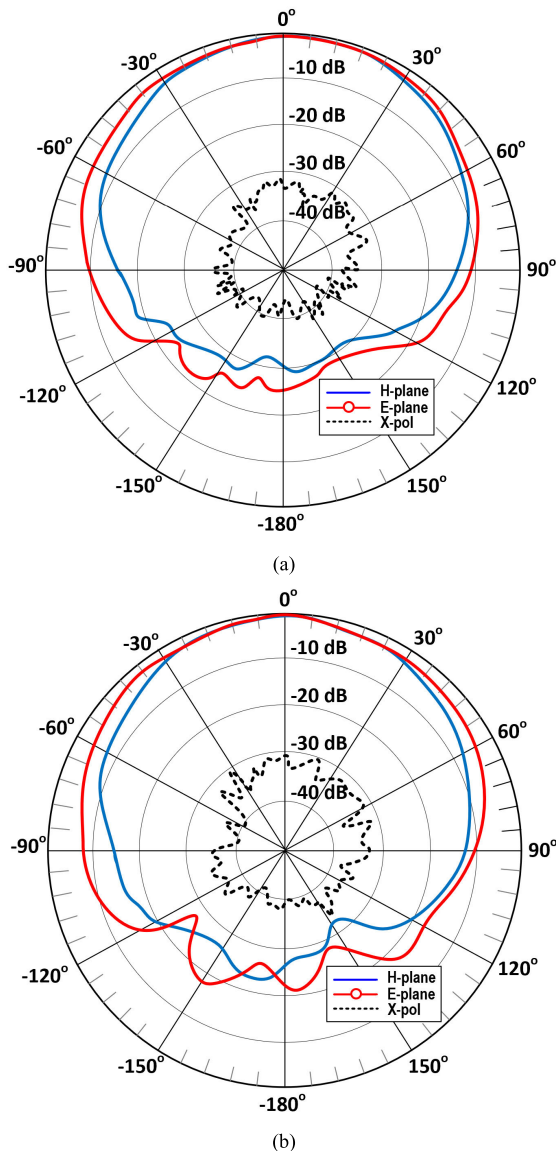 0°
-30° 30°
-10 dB
-20 dB
-60° 60°
-30 dB
-40 dB
-90° 90°
-120° 120°
H-plane
E-plane
X-pol
-150° 150°
-180°
(a)
0°
-30° 30°
-10 dB
-20 dB
-60° 60°
-30 dB
-40 dB
-90° 90°
-120° 120°
H-plane
E-plane
X-pol
-150° 150°
-180°
(b)